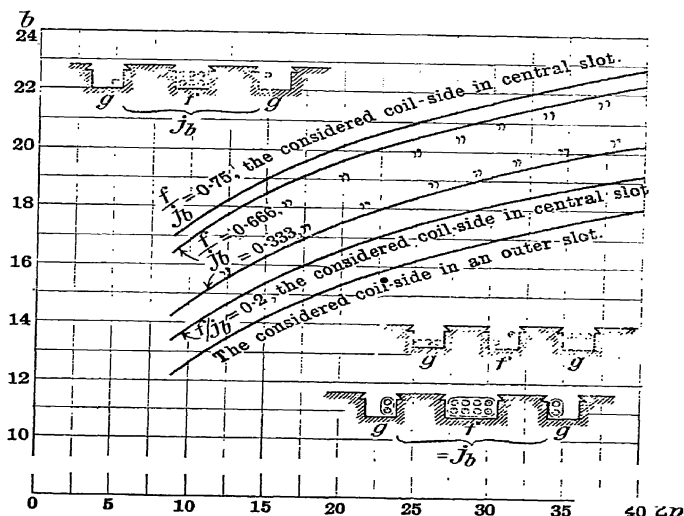 b
24
22
20
18
16
14
12
10
0 5 10 15 20 25 30 35 40
g f g
j_b
f/j_b = 0·75, the considered coil-side in central slot.
f/j_b = 0·666, „ „ „ „ „ „ „
„ = 0·333, „ „ „ „ „ „ „
f/j_b = 0·2, the considered coil-side in central slot
The considered coil-side in an outer slot.
g f g
g f g
= j_b